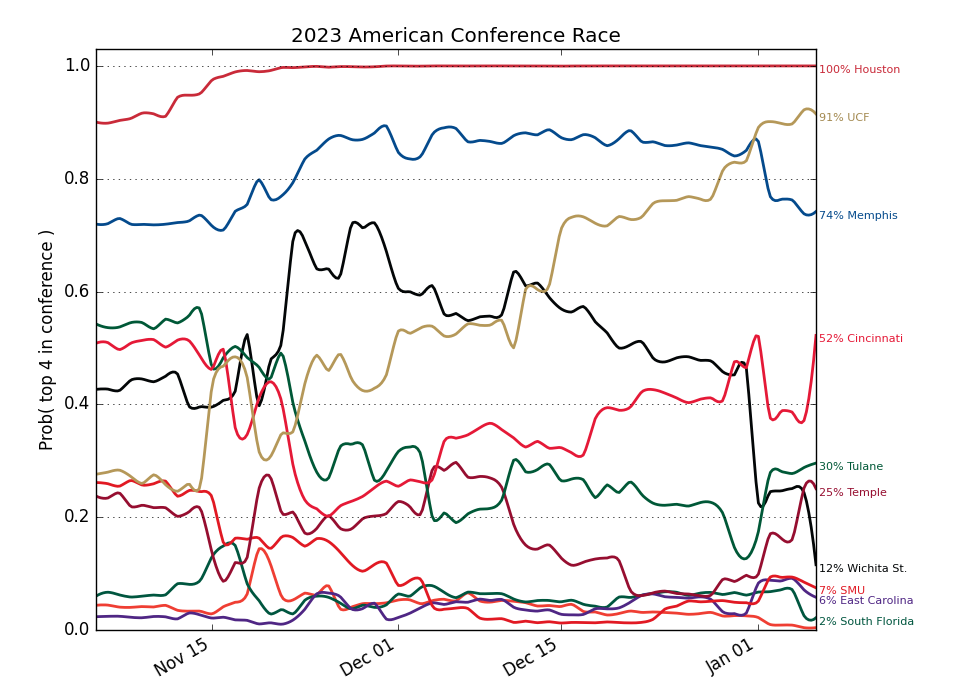 2023 American Conference Race
Prob( top 4 in conference )
1.0
0.8
0.6
0.4
0.2
0.0
Nov 15
Dec 01
Dec 15
Jan 01
100% Houston
91% UCF
74% Memphis
52% Cincinnati
30% Tulane
25% Temple
12% Wichita St.
7% SMU
6% East Carolina
2% South Florida